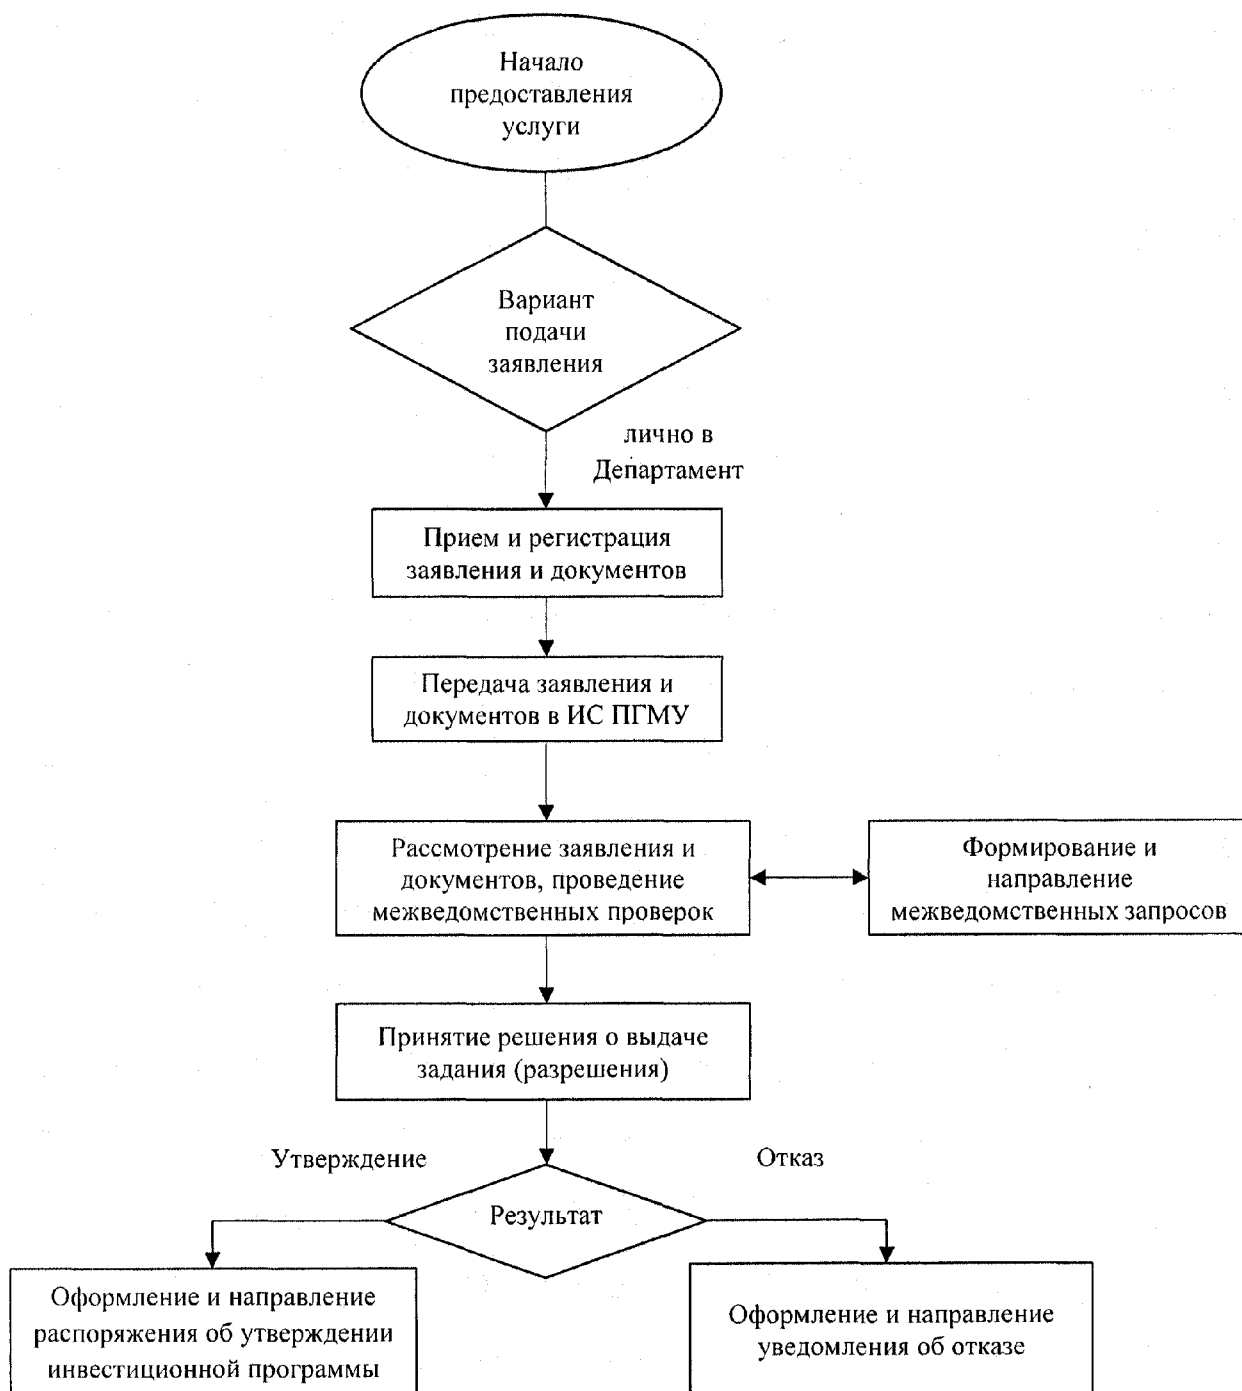 Начало
предоставления
услуги
Вариант
подачи
заявления
лично в
Департамент
Прием и регистрация
заявления и документов
Передача заявления и
документов в ИС ПГМУ
Рассмотрение заявления и
документов, проведение
межведомственных проверок
Формирование и
направление
межведомственных запросов
Принятие решения о выдаче
задания (разрешения)
Утверждение
Отказ
Результат
Оформление и направление
распоряжения об утверждении
инвестиционной программы
Оформление и направление
уведомления об отказе